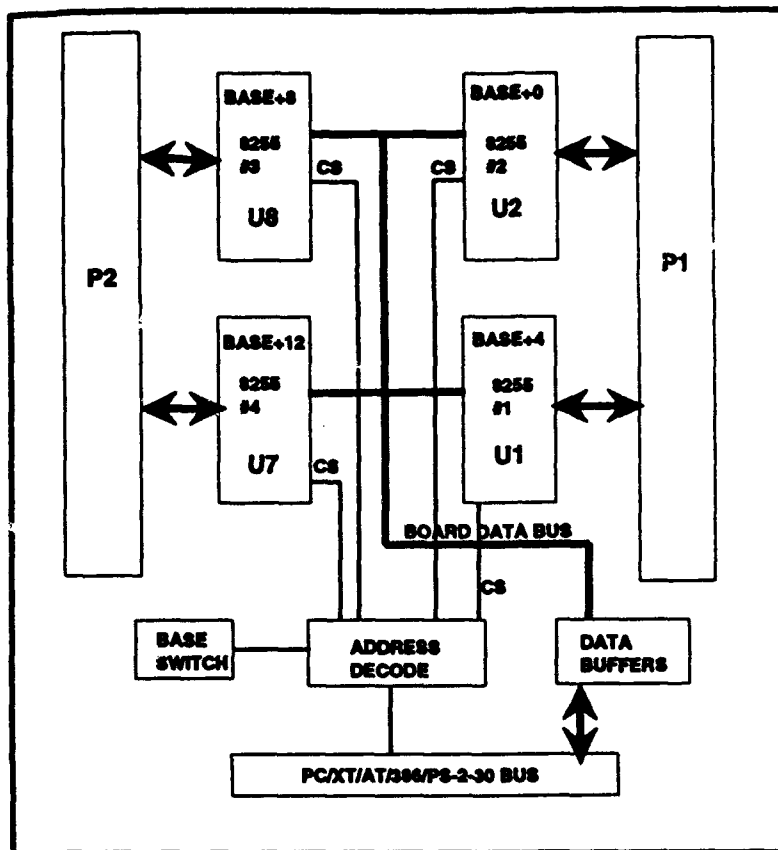 BASE+8
8255
#3
CS
U8
BASE+0
8255
#2
CS
U2
P2
P1
BASE+12
8255
#4
U7
CS
BASE+4
8255
#1
U1
BOARD DATA BUS
CS
BASE
SWITCH
ADDRESS
DECODE
DATA
BUFFERS
PC/XT/AT/386/PS-2-30 BUS